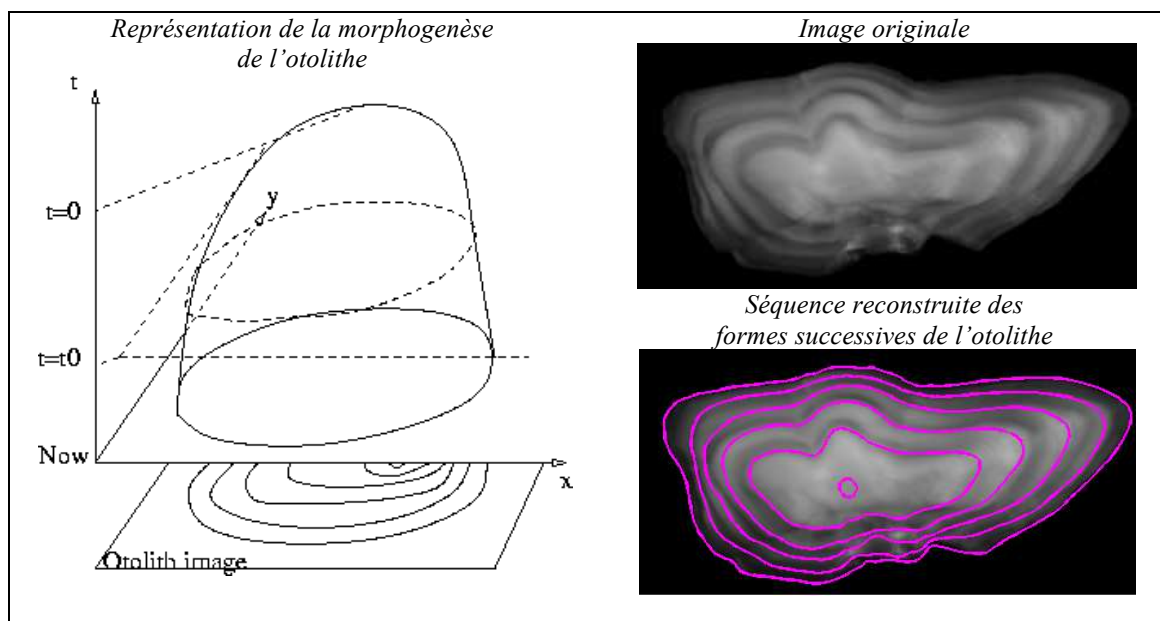 Représentation de la morphogenèse
de l'otolithe
t
t=0
y
t=t0
Now
x
Otolith image
Image originale
Séquence reconstruite des
formes successives de l'otolithe